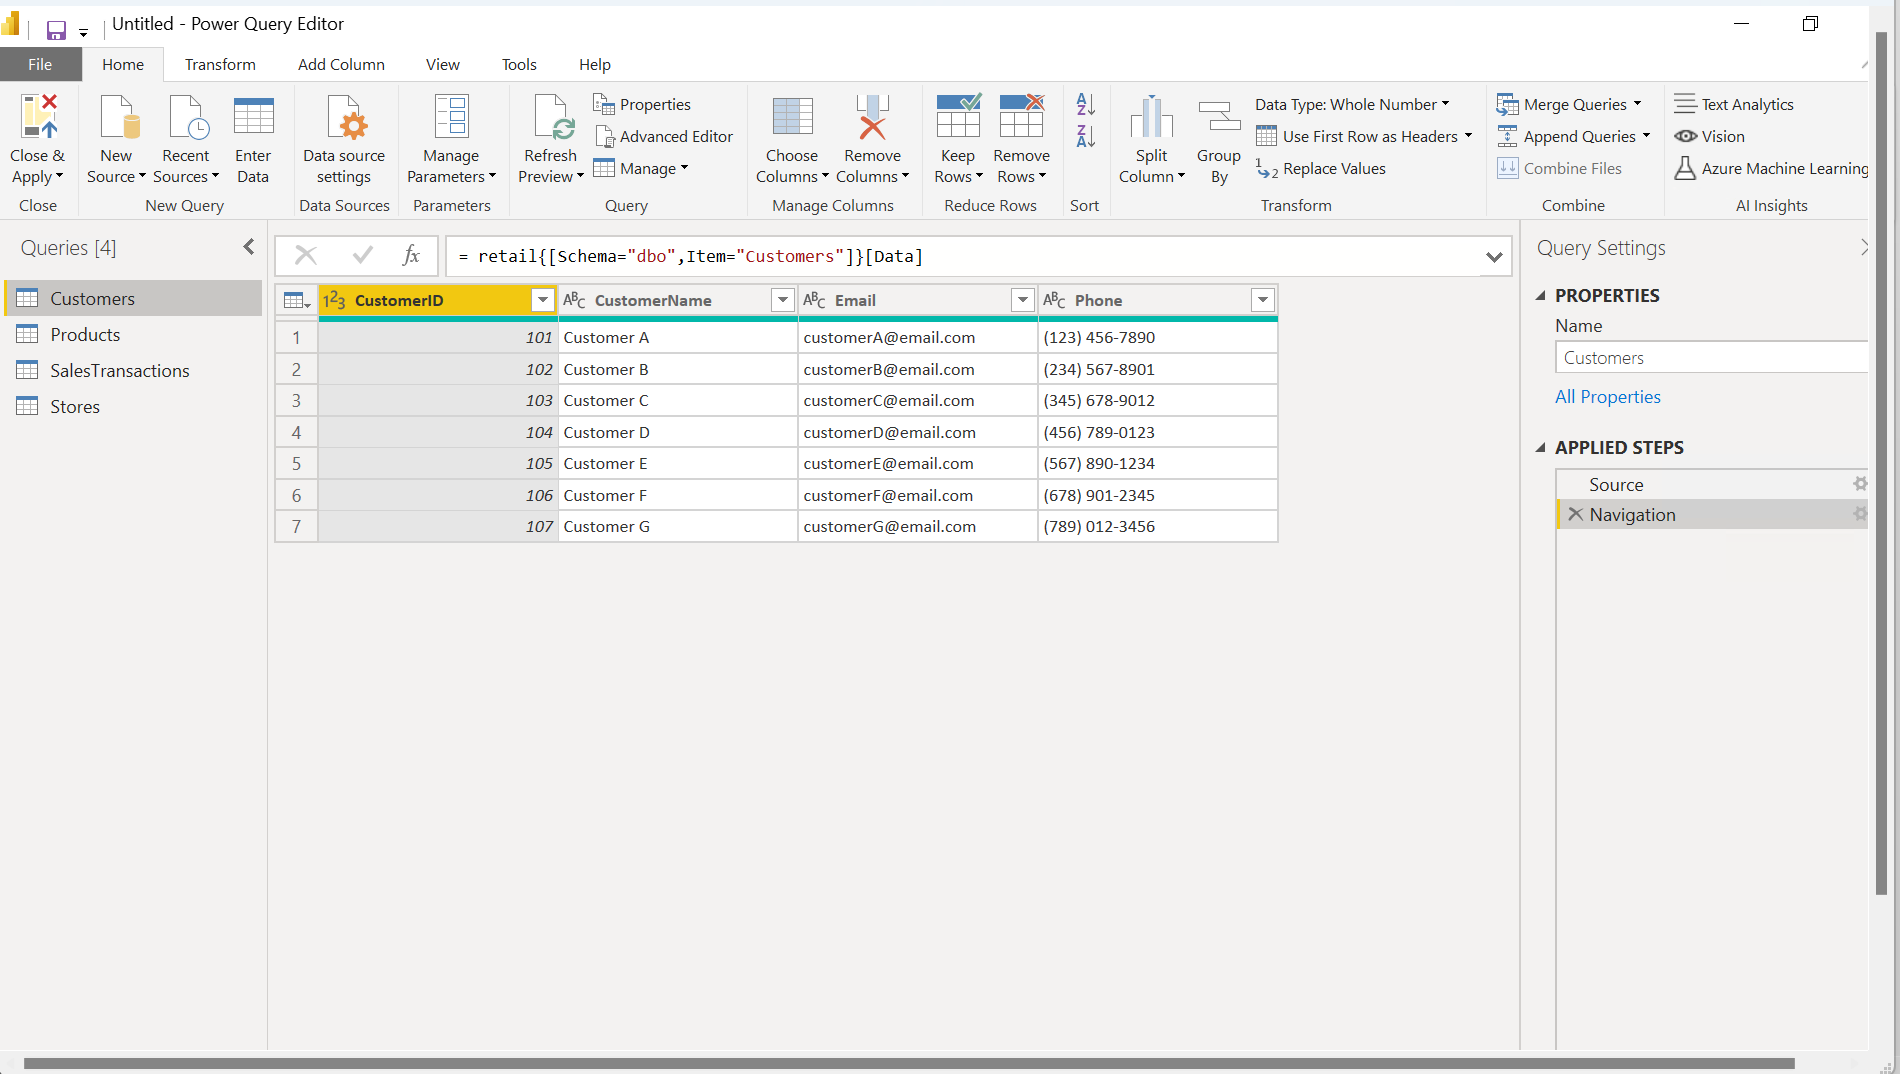 Untitled - Power Query Editor
File Home Transform Add Column View Tools Help
Close & Apply
Close
New Source
Recent Sources
Enter Data
New Query
Data source settings
Data Sources
Manage Parameters
Parameters
Refresh Preview
Properties
Advanced Editor
Manage
Query
Choose Columns
Remove Columns
Manage Columns
Keep Rows
Remove Rows
Reduce Rows
Sort
Split Column
Group By
Data Type: Whole Number
Use First Row as Headers
Replace Values
Transform
Merge Queries
Append Queries
Combine Files
Combine
Text Analytics
Vision
Azure Machine Learning
AI Insights
Queries [4]
Customers
Products
SalesTransactions
Stores
fx
= retail{[Schema="dbo",Item="Customers"]}[Data]
123 CustomerID ABC CustomerName ABC Email ABC Phone
1 101 Customer A customerA@email.com (123) 456-7890
2 102 Customer B customerB@email.com (234) 567-8901
3 103 Customer C customerC@email.com (345) 678-9012
4 104 Customer D customerD@email.com (456) 789-0123
5 105 Customer E customerE@email.com (567) 890-1234
6 106 Customer F customerF@email.com (678) 901-2345
7 107 Customer G customerG@email.com (789) 012-3456
Query Settings
PROPERTIES
Name
Customers
All Properties
APPLIED STEPS
Source
Navigation